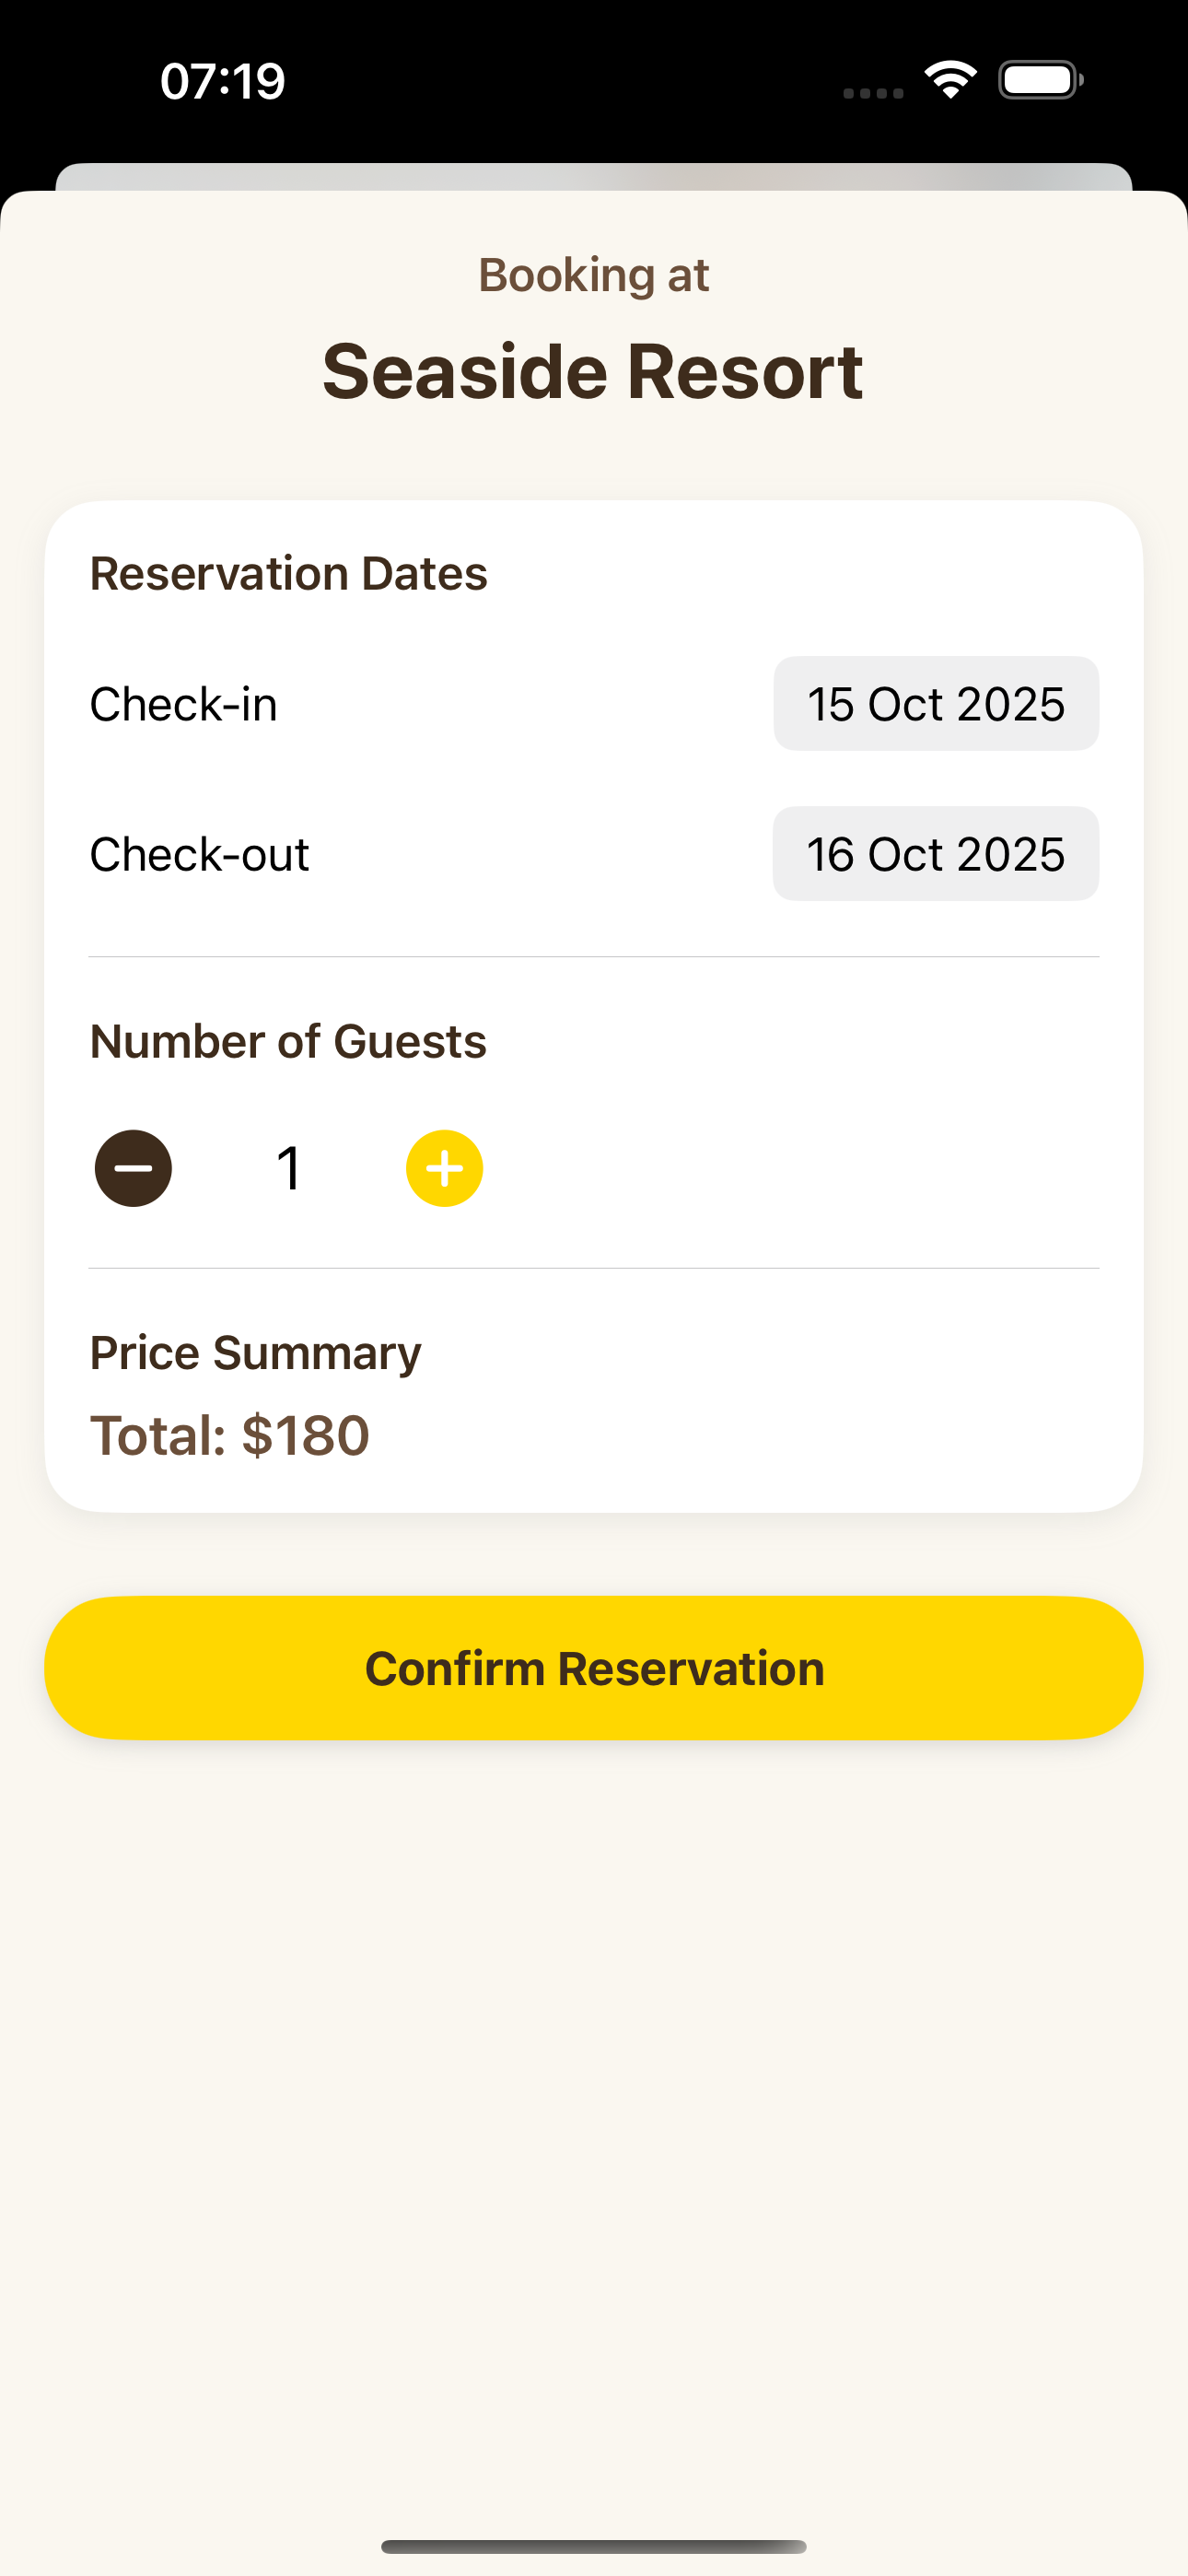 07:19
Booking at
Seaside Resort
Reservation Dates
Check-in 15 Oct 2025
Check-out 16 Oct 2025
Number of Guests
1
Price Summary
Total: $180
Confirm Reservation